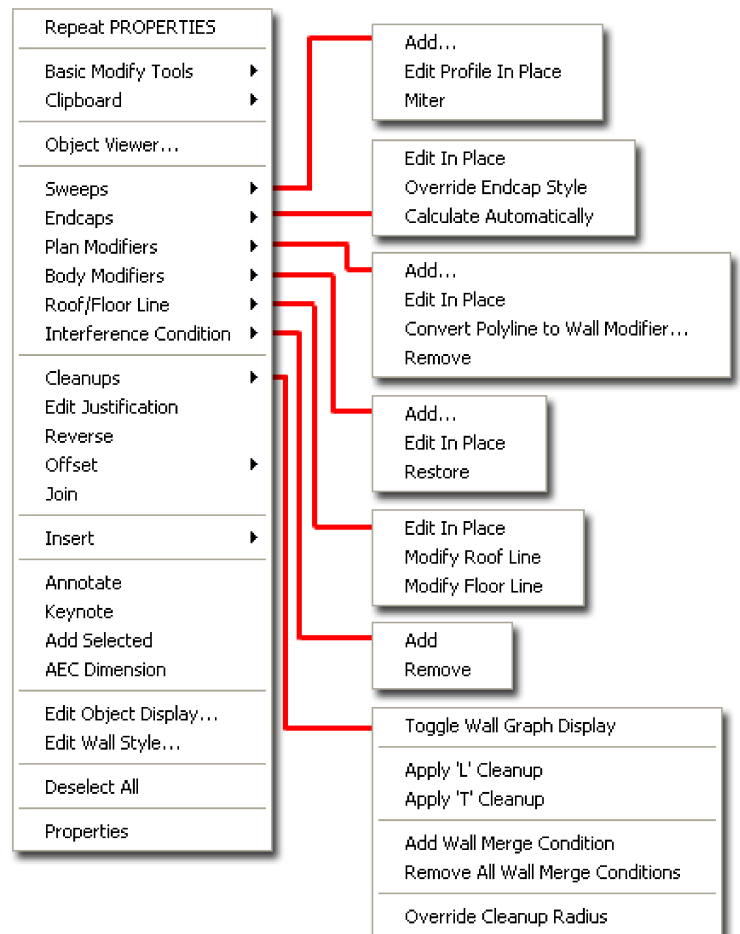 Repeat PROPERTIES
Basic Modify Tools
Clipboard
Object Viewer...
Sweeps
Endcaps
Plan Modifiers
Body Modifiers
Roof/Floor Line
Interference Condition
Cleanups
Edit Justification
Reverse
Offset
Join
Insert
Annotate
Keynote
Add Selected
AEC Dimension
Edit Object Display...
Edit Wall Style...
Deselect All
Properties
Add...
Edit Profile In Place
Miter
Edit In Place
Override Endcap Style
Calculate Automatically
Add...
Edit In Place
Convert Polyline to Wall Modifier...
Remove
Add...
Edit In Place
Restore
Edit In Place
Modify Roof Line
Modify Floor Line
Add
Remove
Toggle Wall Graph Display
Apply 'L' Cleanup
Apply 'T' Cleanup
Add Wall Merge Condition
Remove All Wall Merge Conditions
Override Cleanup Radius